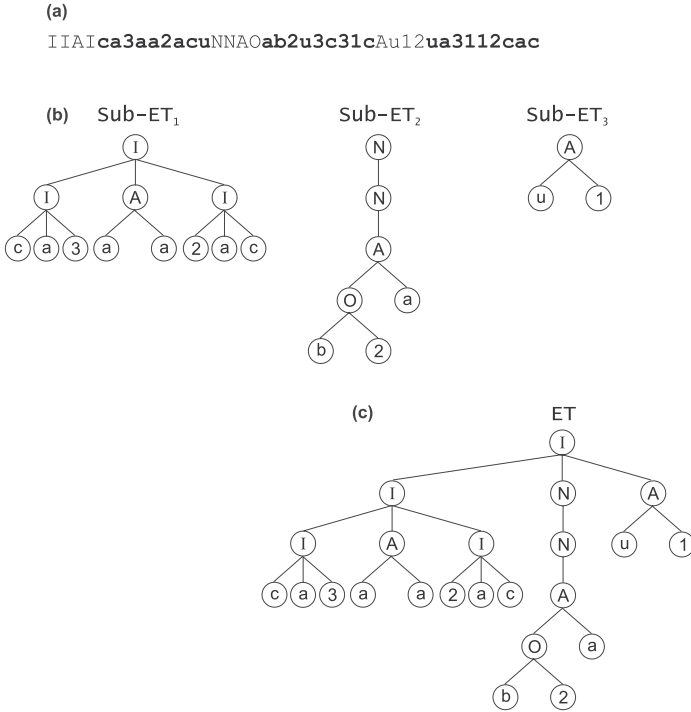 (a)
IIAIca3aa2acuNNAOab2u3c31cAu12ua3112cac
(b) Sub-ET1 Sub-ET2 Sub-ET3
I N A
I A I N u 1
c a 3 a a 2 a c A
O a
b 2
(c) ET
I
I N A
I A I N u 1
c a 3 a a 2 a c A
O a
b 2